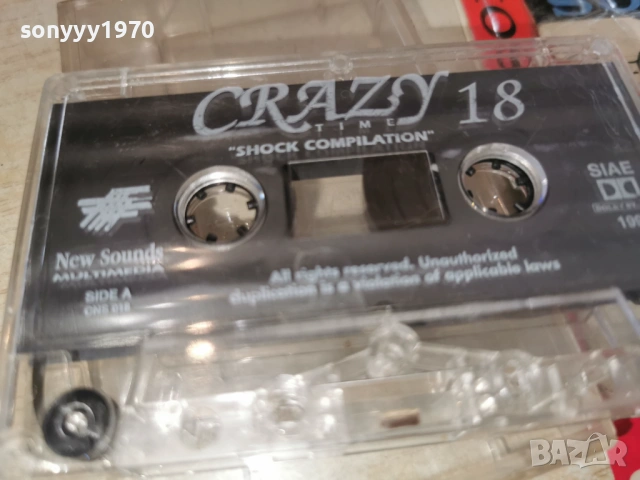 sonyyy1970
CRAZY 18
TIME
"SHOCK COMPILATION"
SIAE
New Sounds
MULTIMEDIA
SIDE A
All rights reserved. Unauthorized
duplication is a violation of applicable laws
BAZAR